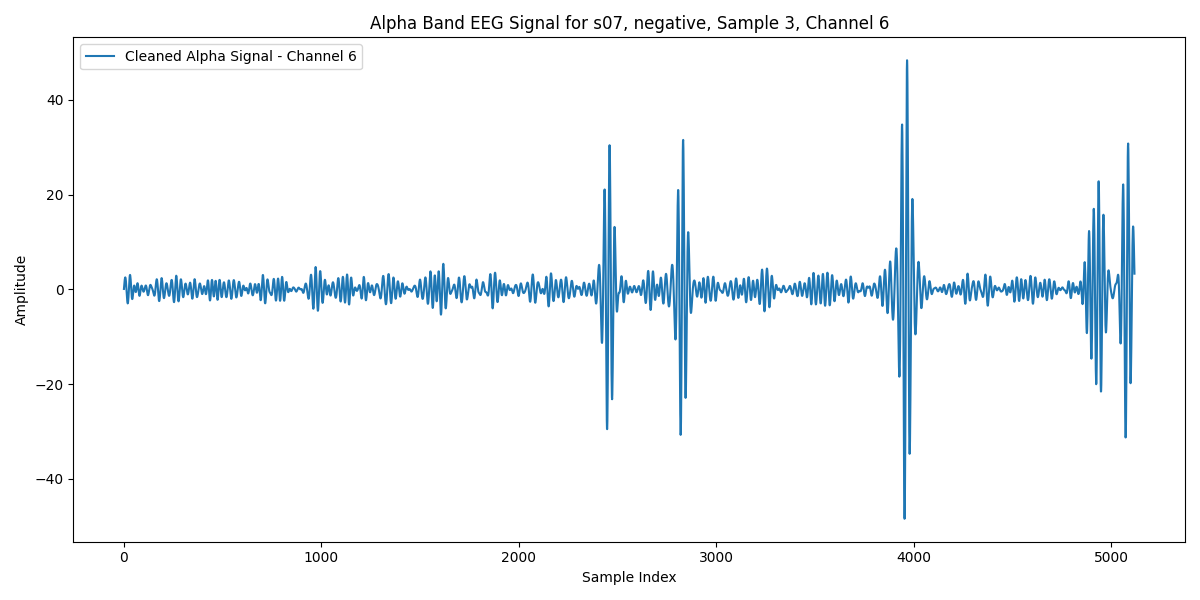 Alpha Band EEG Signal for s07, negative, Sample 3, Channel 6
Cleaned Alpha Signal - Channel 6
Amplitude
40
20
0
−20
−40
0 1000 2000 3000 4000 5000
Sample Index